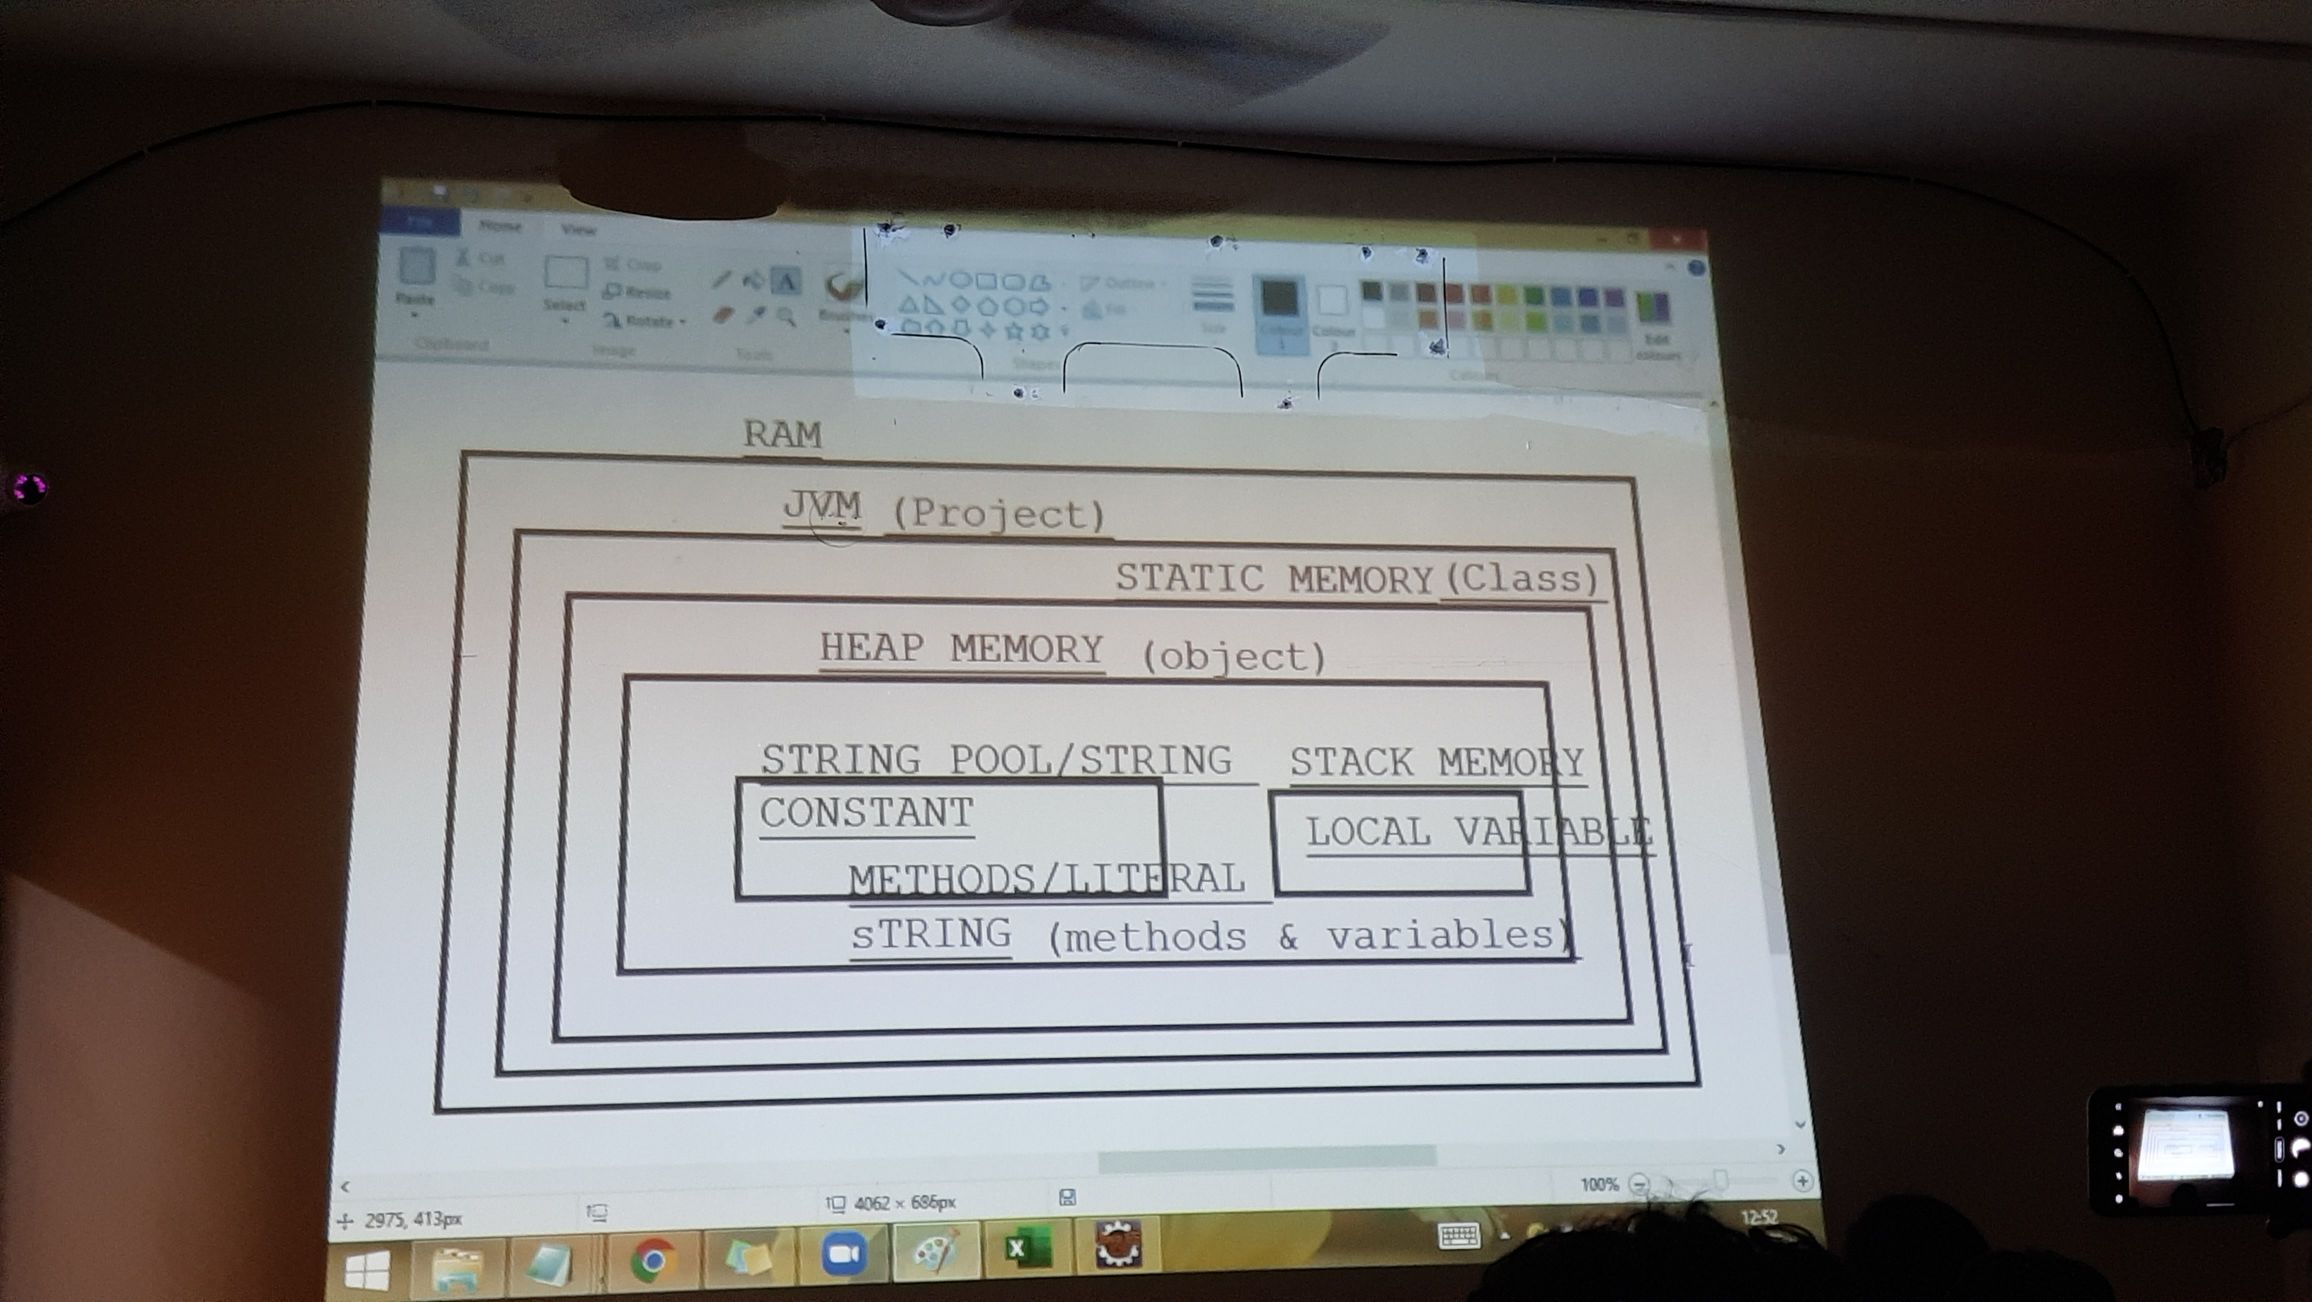 Home View
Cut
Copy
Paste
Clipboard
Crop
Resize
Rotate
Select
Image
Tools
Brushes
Outline
Fill
Shapes
Size
Colour
1
Colour
2
Edit
colours
Colours
RAM
JVM (Project)
STATIC MEMORY (Class)
HEAP MEMORY (object)
STRING POOL/STRING STACK MEMORY
CONSTANT LOCAL VARIABLE
METHODS/LITERAL
sTRING (methods & variables)
100%
2975, 413px
4062 × 686px
12:52